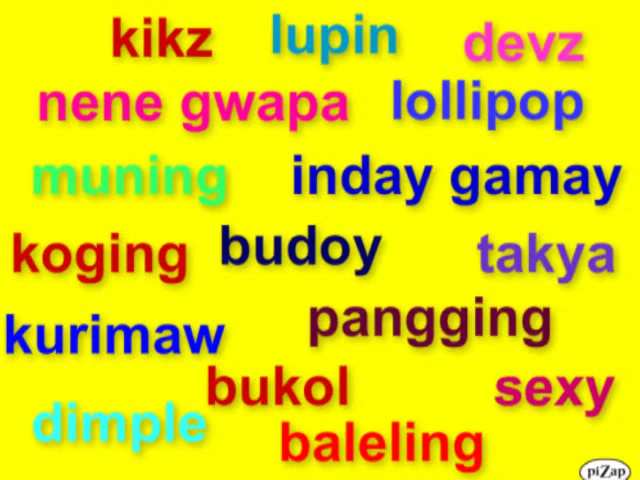 kikz lupin devz
nene gwapa lollipop
muning inday gamay
koging budoy takya
kurimaw pangging
bukol sexy
dimple baleling
piZap